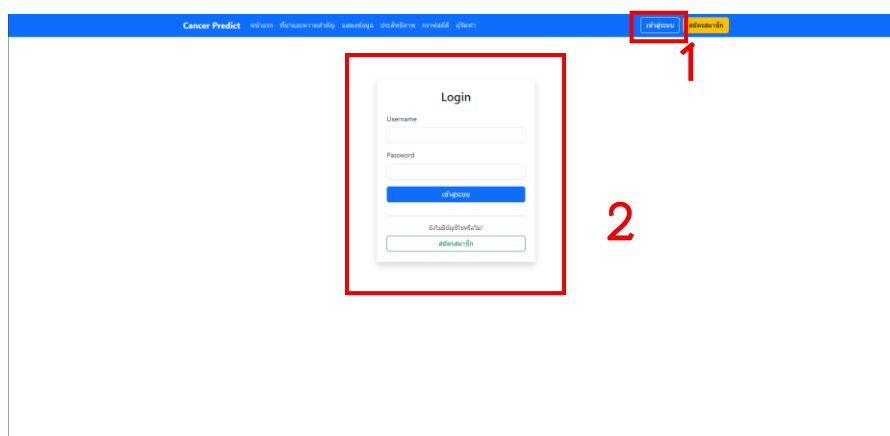 Cancer Predict หน้าแรก ที่มาและความสำคัญ แสดงข้อมูล ประสิทธิภาพ กราฟสถิติ ผู้จัดทำ เข้าสู่ระบบ สมัครสมาชิก
1
Login
Username
Password
เข้าสู่ระบบ
ยังไม่มีบัญชีใช่หรือไม่?
สมัครสมาชิก
2